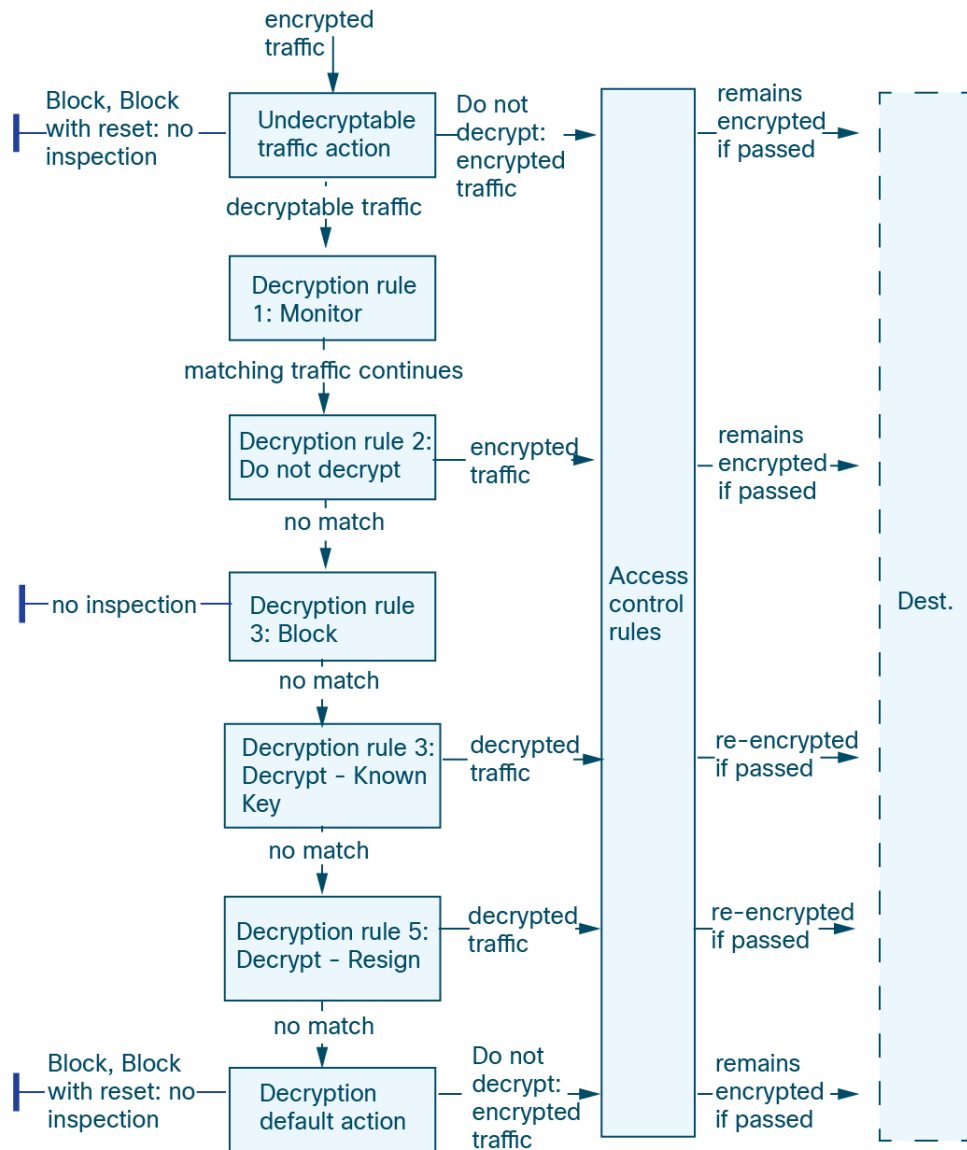 encrypted
traffic
Block, Block
with reset: no
inspection
Undecryptable
traffic action
Do not
decrypt:
encrypted
traffic
remains
encrypted
if passed
decryptable traffic
Decryption rule
1: Monitor
matching traffic continues
Decryption rule 2:
Do not decrypt
encrypted
traffic
remains
encrypted
if passed
no match
no inspection
Decryption rule
3: Block
Access
control
rules
Dest.
no match
Decryption rule 3:
Decrypt - Known
Key
decrypted
traffic
re-encrypted
if passed
no match
Decryption rule 5:
Decrypt - Resign
decrypted
traffic
re-encrypted
if passed
no match
Block, Block
with reset: no
inspection
Decryption
default action
Do not
decrypt:
encrypted
traffic
remains
encrypted
if passed